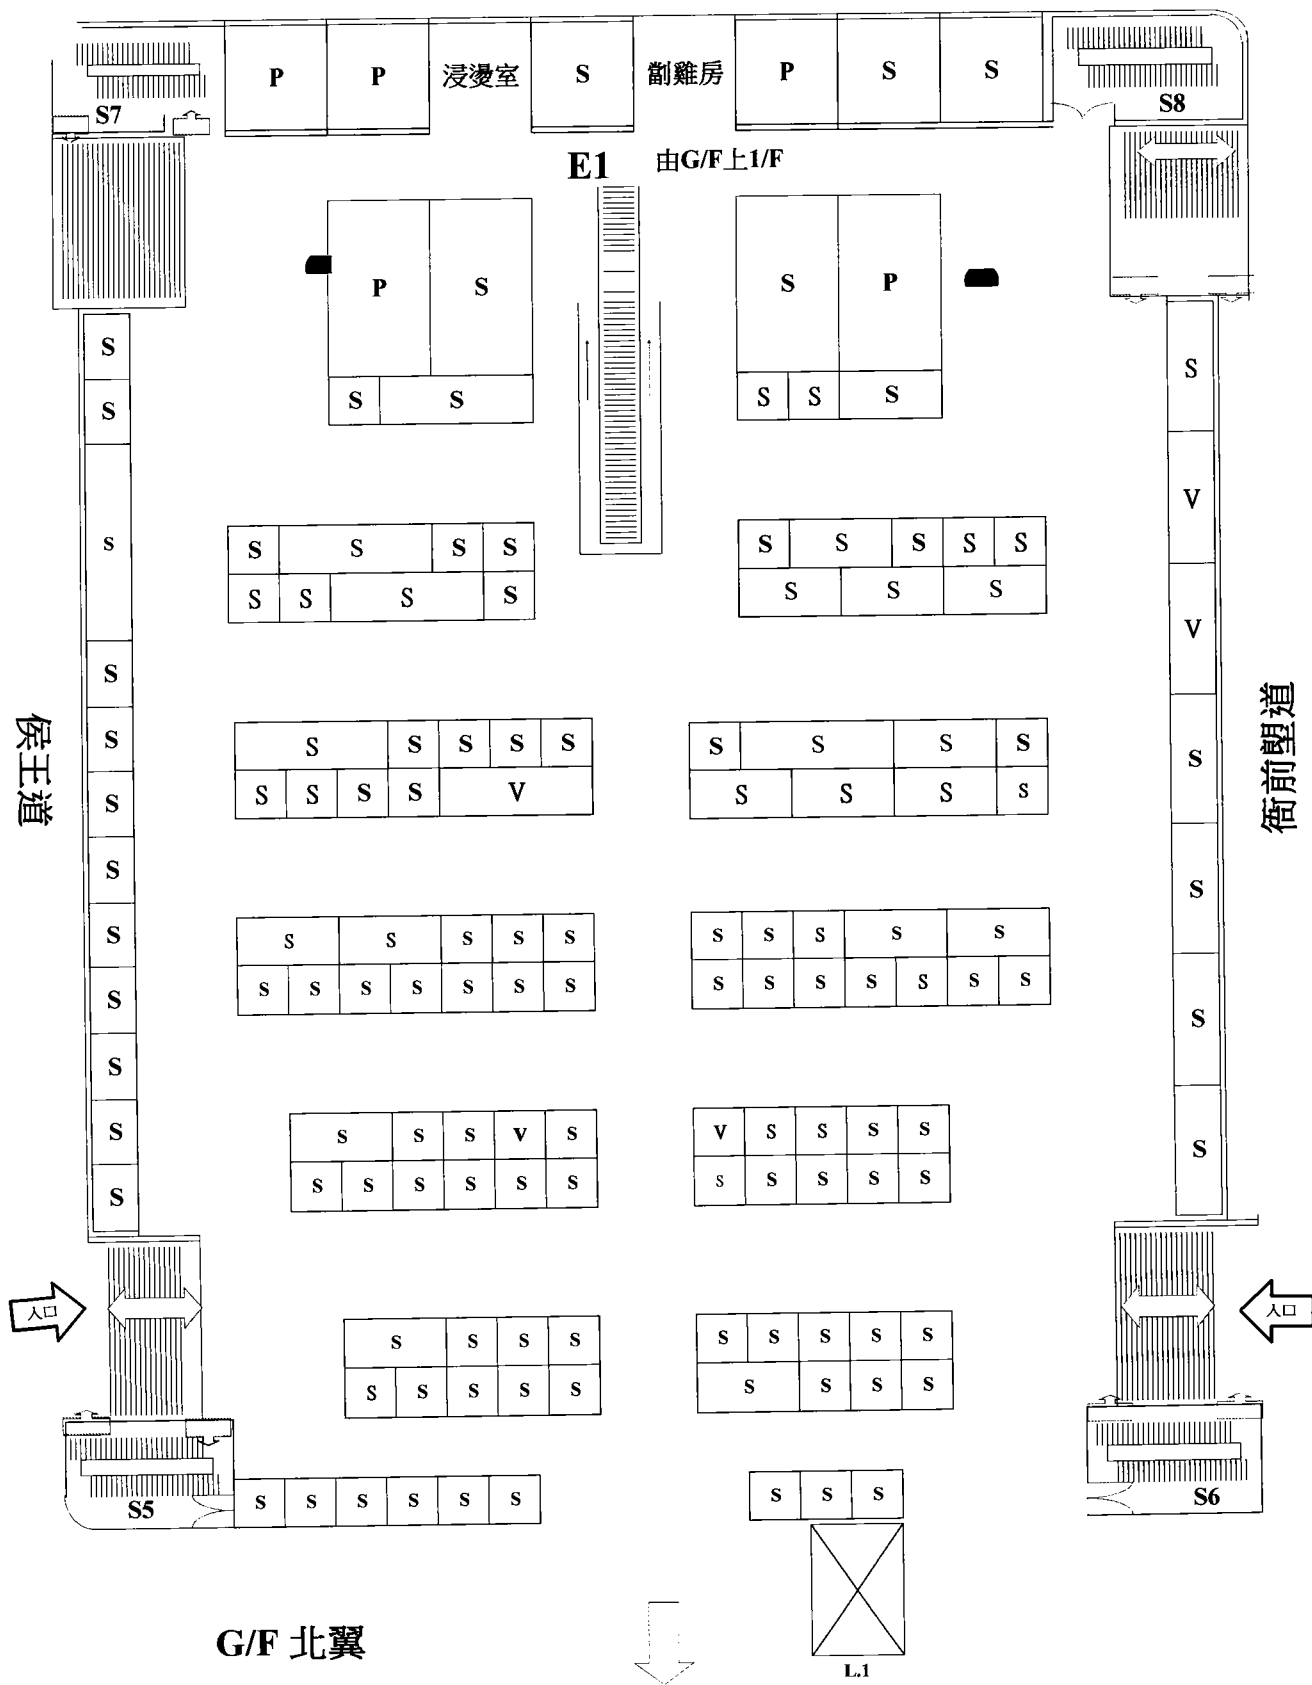 P P 浸燙室 S 劏雞房 P S S
S7
S8
E1 由G/F上1/F
P S
S P
S S
S S S
S
S
S
S
S
S
S
S
S
S
S
S
S
V
V
S
S
S
S
S S S S
S S S S
S S S S S
S S S
S S S S S
S S S S V
S S S S
S S S S
S S S S S
S S S S S S S
S S S S S
S S S S S S S
S S S V S
S S S S S S
V S S S S
S S S S S
S S S S
S S S S S
S S S S S
S S S S
侯王道
衙前塱道
入口
入口
S5
S S S S S S
S S S
S6
G/F 北翼
L.1